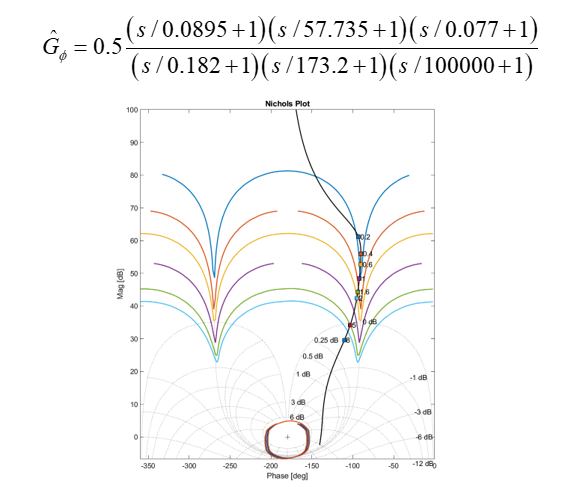 Ĝ_ϕ = 0.5 (s / 0.0895 + 1)(s / 57.735 + 1)(s / 0.077 + 1) / (s / 0.182 + 1)(s / 173.2 + 1)(s / 100000 + 1)
Nichols Plot
100
90
80
70
60
50
40
30
20
10
0
Mag [dB]
0.2
0.4
0.6
1.6
5
0 dB
0.25 dB
0.5 dB
1 dB
3 dB
6 dB
-1 dB
-3 dB
-6 dB
-12 dB
-350 -300 -250 -200 -150 -100 -50 0
Phase [deg]